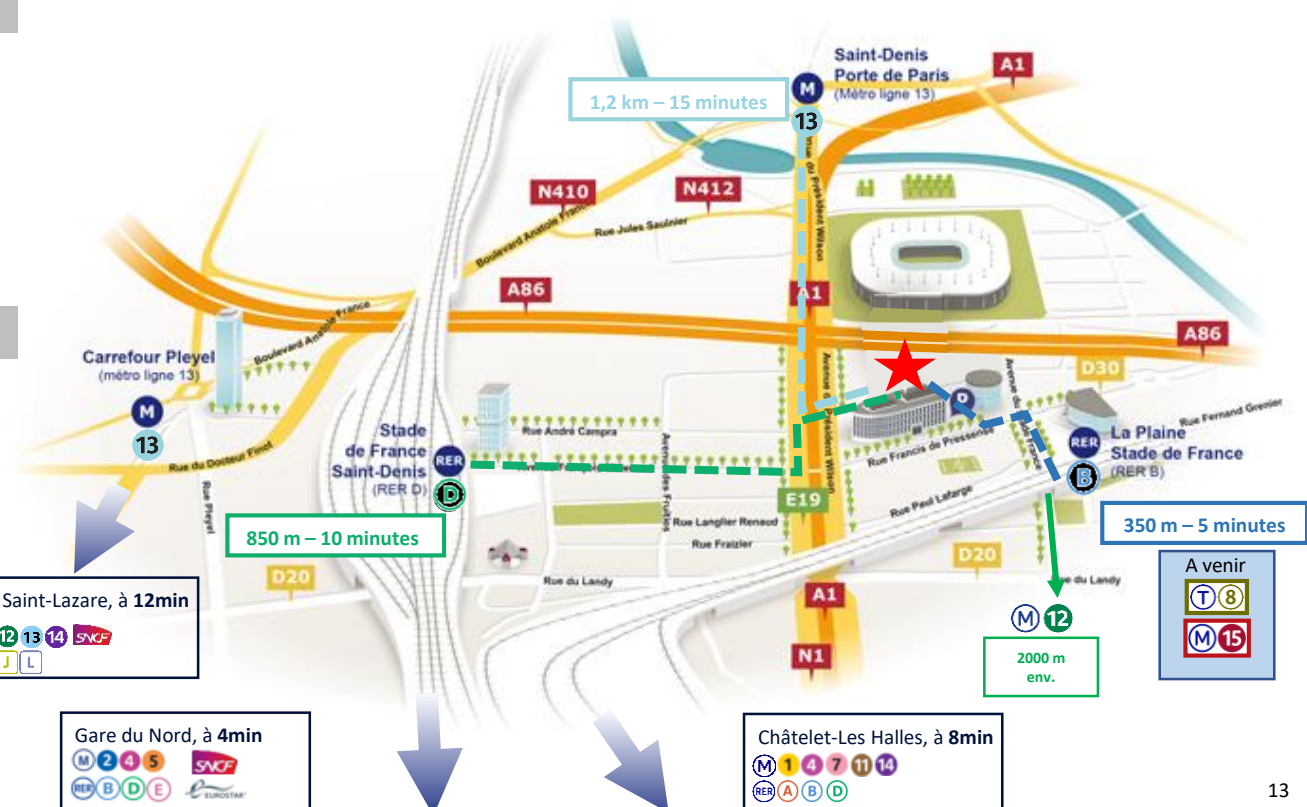 Saint-Denis
Porte de Paris
(Métro ligne 13)
A1
M
13
1,2 km – 15 minutes
N410
N412
Boulevard Anatole France
Rue Jules Saulnier
nue du Président Wilson
A86
A1
A86
Carrefour Pleyel
(métro ligne 13)
M
13
Boulevard Anatole France
Rue du Docteur Finot
Rue Pleyel
Stade
de France
Saint-Denis
(RER D)
RER
D
Rue André Campra
Avenue des Fruitiers
Avenue du Président Wilson
D
Rue Francis de Pressensé
D30
Rue Fernand Grenier
RER
B
La Plaine
Stade de France
(RER B)
E19
Rue Paul Lafarge
Rue Langlier Renaud
Rue Fraizier
850 m – 10 minutes
350 m – 5 minutes
D20
Rue du Landy
D20
ue du Landy
A1
N1
M 12
2000 m
env.
A venir
T 8
M 15
Saint-Lazare, à 12min
12 13 14 SNCF
J L
Gare du Nord, à 4min
M 2 4 5 SNCF
RER B D E EUROSTAR
Châtelet-Les Halles, à 8min
M 1 4 7 11 14
RER A B D
13